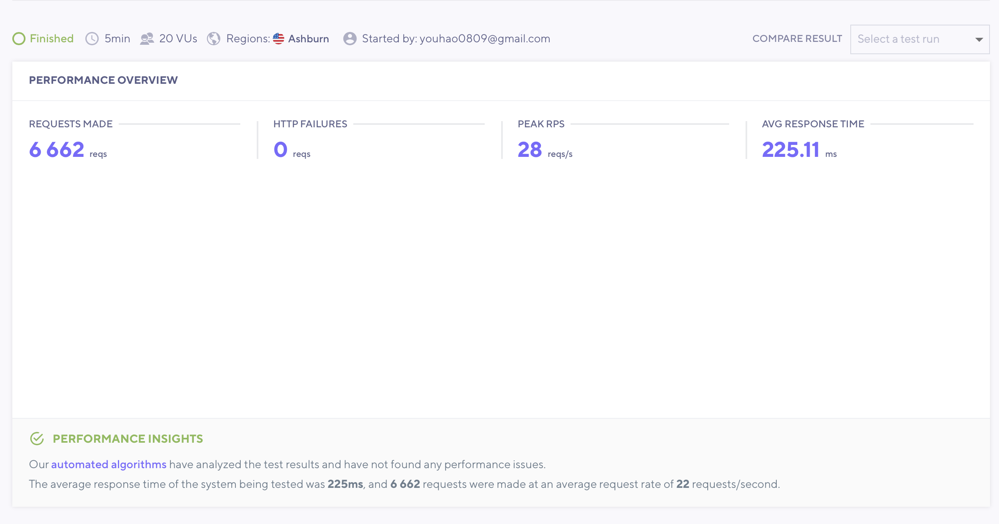 Finished 5min 20 VUs Regions: Ashburn Started by: youhao0809@gmail.com COMPARE RESULT Select a test run
PERFORMANCE OVERVIEW
REQUESTS MADE HTTP FAILURES PEAK RPS AVG RESPONSE TIME
6 662 reqs 0 reqs 28 reqs/s 225.11 ms
PERFORMANCE INSIGHTS
Our automated algorithms have analyzed the test results and have not found any performance issues.
The average response time of the system being tested was 225ms, and 6 662 requests were made at an average request rate of 22 requests/second.